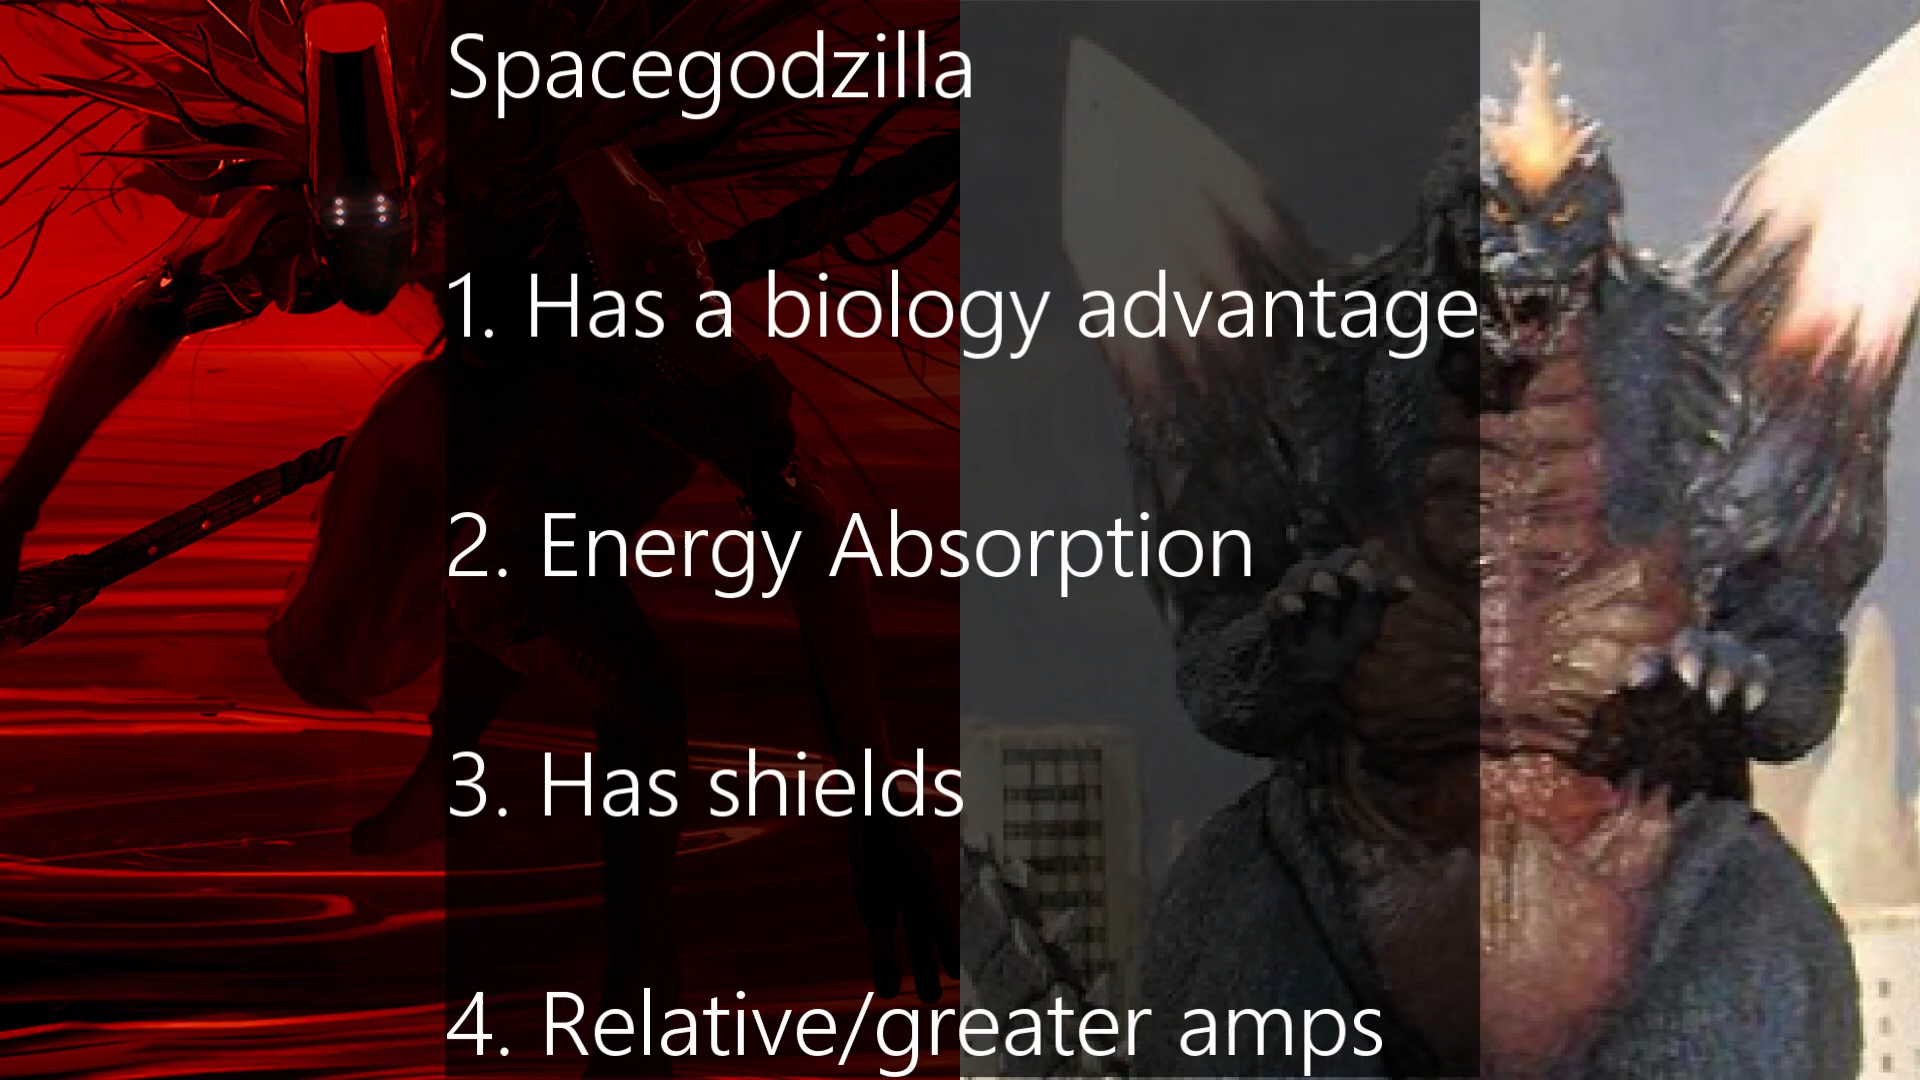 Spacegodzilla
1. Has a biology advantage
2. Energy Absorption
3. Has shields
4. Relative/greater amps